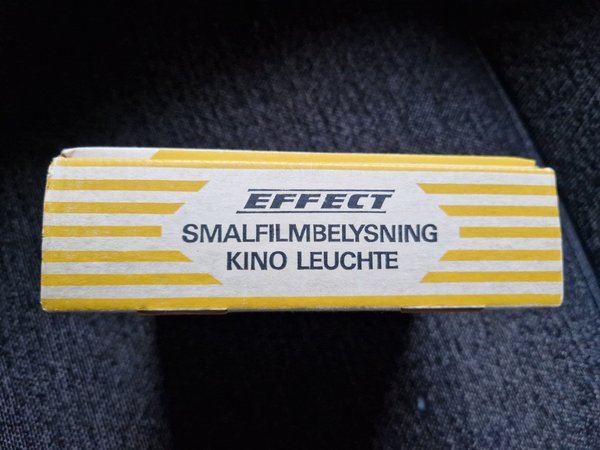 EFFECT
SMALFILMBELYSNING
KINO LEUCHTE